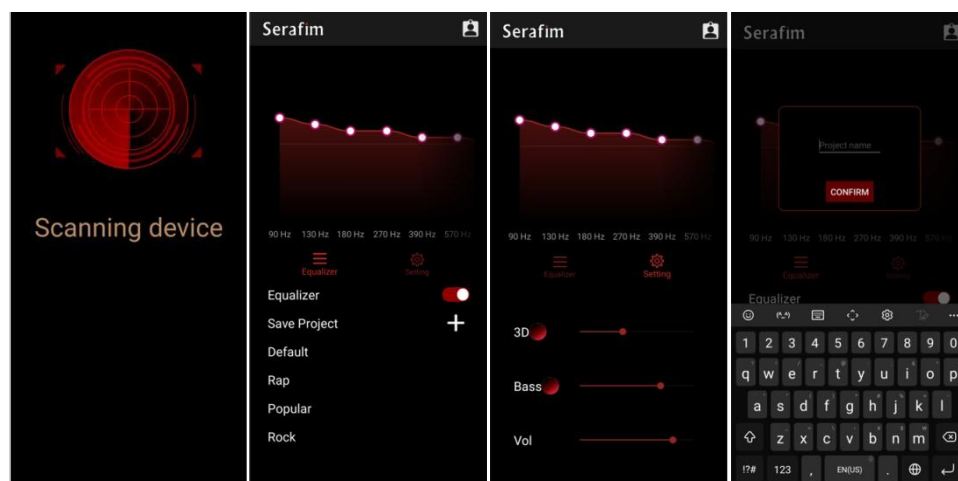 Scanning device
Serafim
90 Hz 130 Hz 180 Hz 270 Hz 390 Hz 570 Hz
Equalizer Setting
Equalizer
Save Project
Default
Rap
Popular
Rock
Serafim
90 Hz 130 Hz 180 Hz 270 Hz 390 Hz 570 Hz
Equalizer Setting
3D
Bass
Vol
Serafim
Project name
CONFIRM
90 Hz 130 Hz 180 Hz 270 Hz 390 Hz 570 Hz
Equalizer
Equalizer
1 2 3 4 5 6 7 8 9 0
q w e r t y u i o p
a s d f g h j k l
z x c v b n m
!?# 123 , EN(US) .